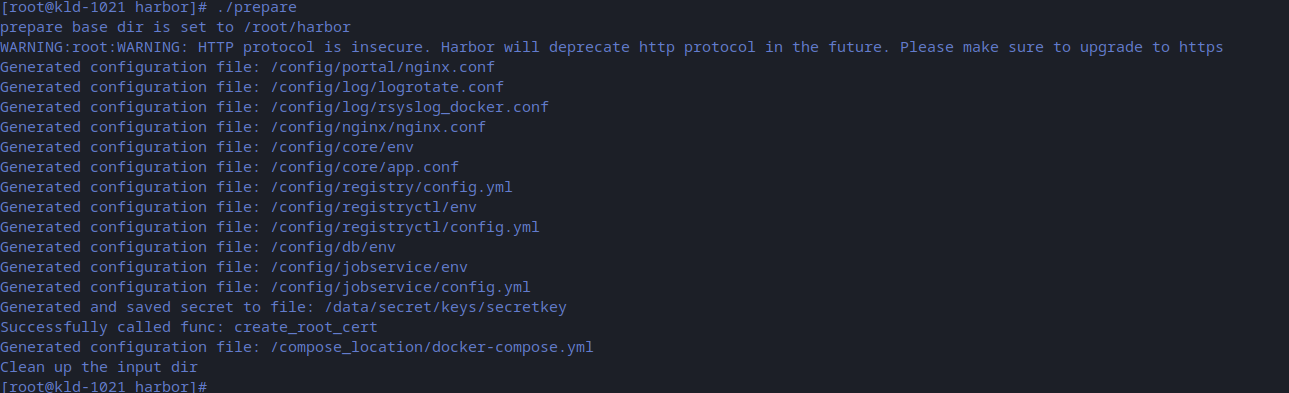 [root@kld-1021 harbor]# ./prepare
prepare base dir is set to /root/harbor
WARNING:root:WARNING: HTTP protocol is insecure. Harbor will deprecate http protocol in the future. Please make sure to upgrade to https
Generated configuration file: /config/portal/nginx.conf
Generated configuration file: /config/log/logrotate.conf
Generated configuration file: /config/log/rsyslog_docker.conf
Generated configuration file: /config/nginx/nginx.conf
Generated configuration file: /config/core/env
Generated configuration file: /config/core/app.conf
Generated configuration file: /config/registry/config.yml
Generated configuration file: /config/registryctl/env
Generated configuration file: /config/registryctl/config.yml
Generated configuration file: /config/db/env
Generated configuration file: /config/jobservice/env
Generated configuration file: /config/jobservice/config.yml
Generated and saved secret to file: /data/secret/keys/secretkey
Successfully called func: create_root_cert
Generated configuration file: /compose_location/docker-compose.yml
Clean up the input dir
[root@kld-1021 harbor]#